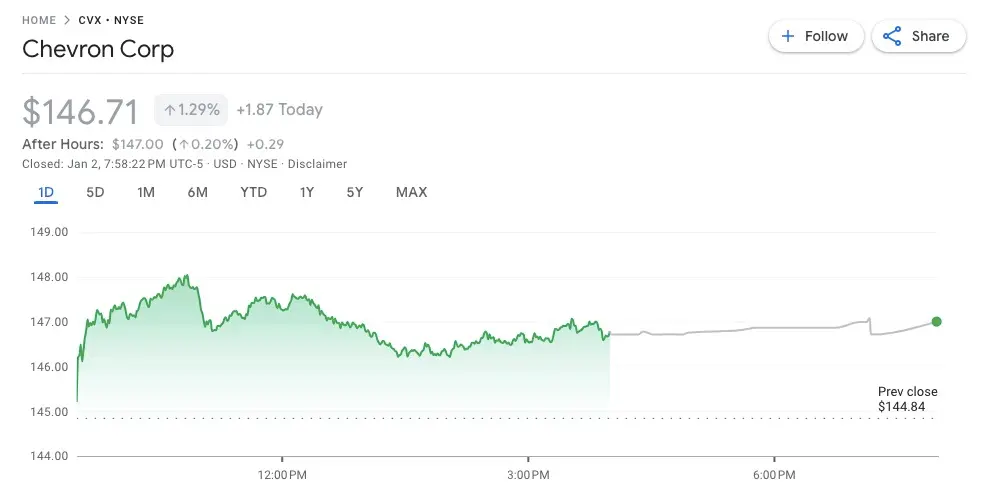 HOME > CVX • NYSE
Chevron Corp
+ Follow
Share
$146.71 ↑1.29% +1.87 Today
After Hours: $147.00 (↑0.20%) +0.29
Closed: Jan 2, 7:58:22 PM UTC-5 · USD · NYSE · Disclaimer
1D 5D 1M 6M YTD 1Y 5Y MAX
149.00
148.00
147.00
146.00
145.00
144.00
Prev close
$144.84
12:00 PM 3:00 PM 6:00 PM